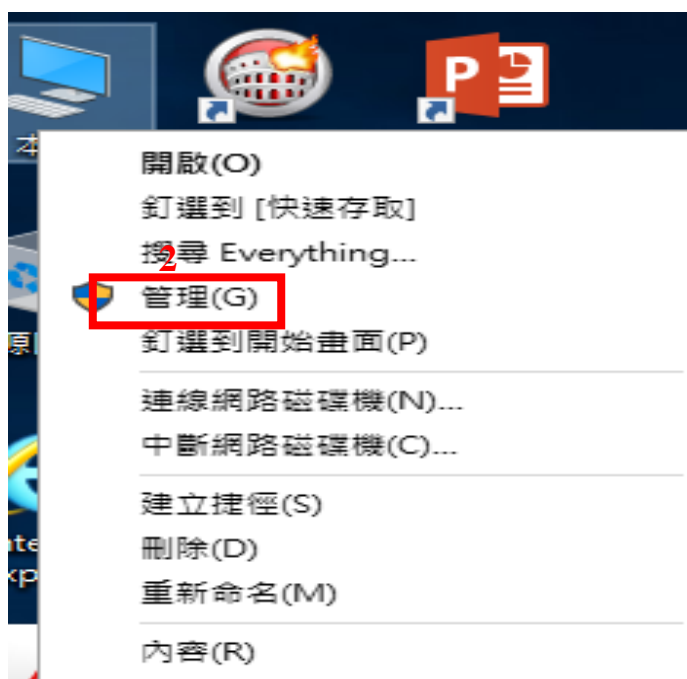 本
開啟(O)
釘選到 [快速存取]
搜尋 Everything...
2
管理(G)
釘選到開始畫面(P)
連線網路磁碟機(N)...
中斷網路磁碟機(C)...
建立捷徑(S)
刪除(D)
重新命名(M)
內容(R)